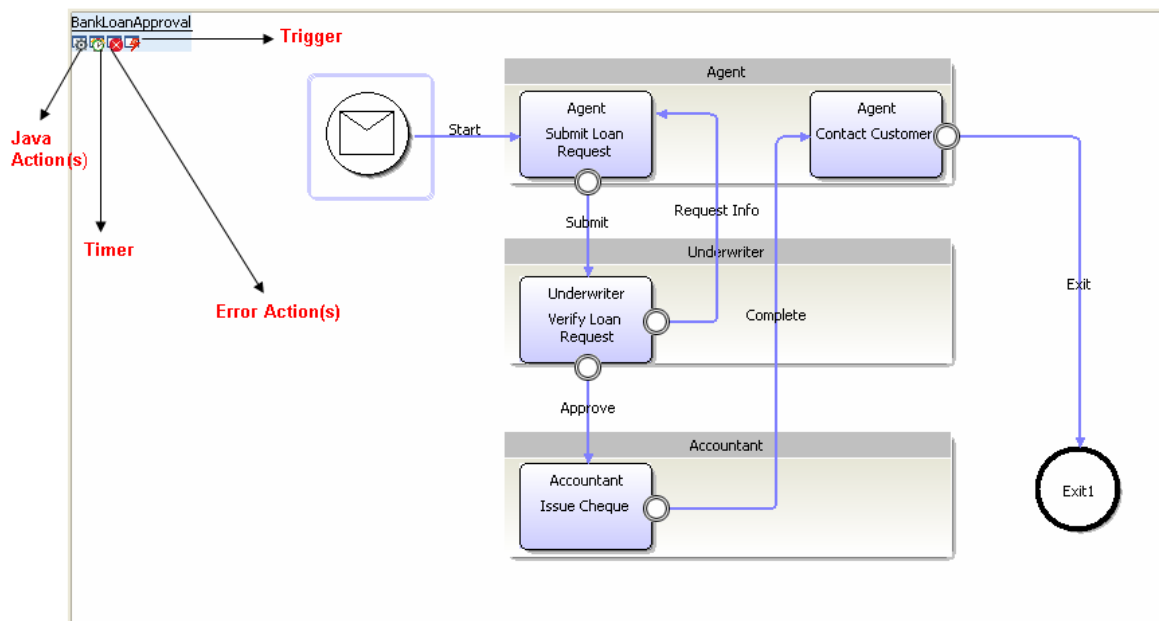 BankLoanApproval
Trigger
Java
Action(s)
Timer
Error Action(s)
Start
Agent
Agent
Submit Loan
Request
Agent
Contact Customer
Submit
Request Info
Underwriter
Underwriter
Verify Loan
Request
Complete
Exit
Approve
Accountant
Accountant
Issue Cheque
Exit1